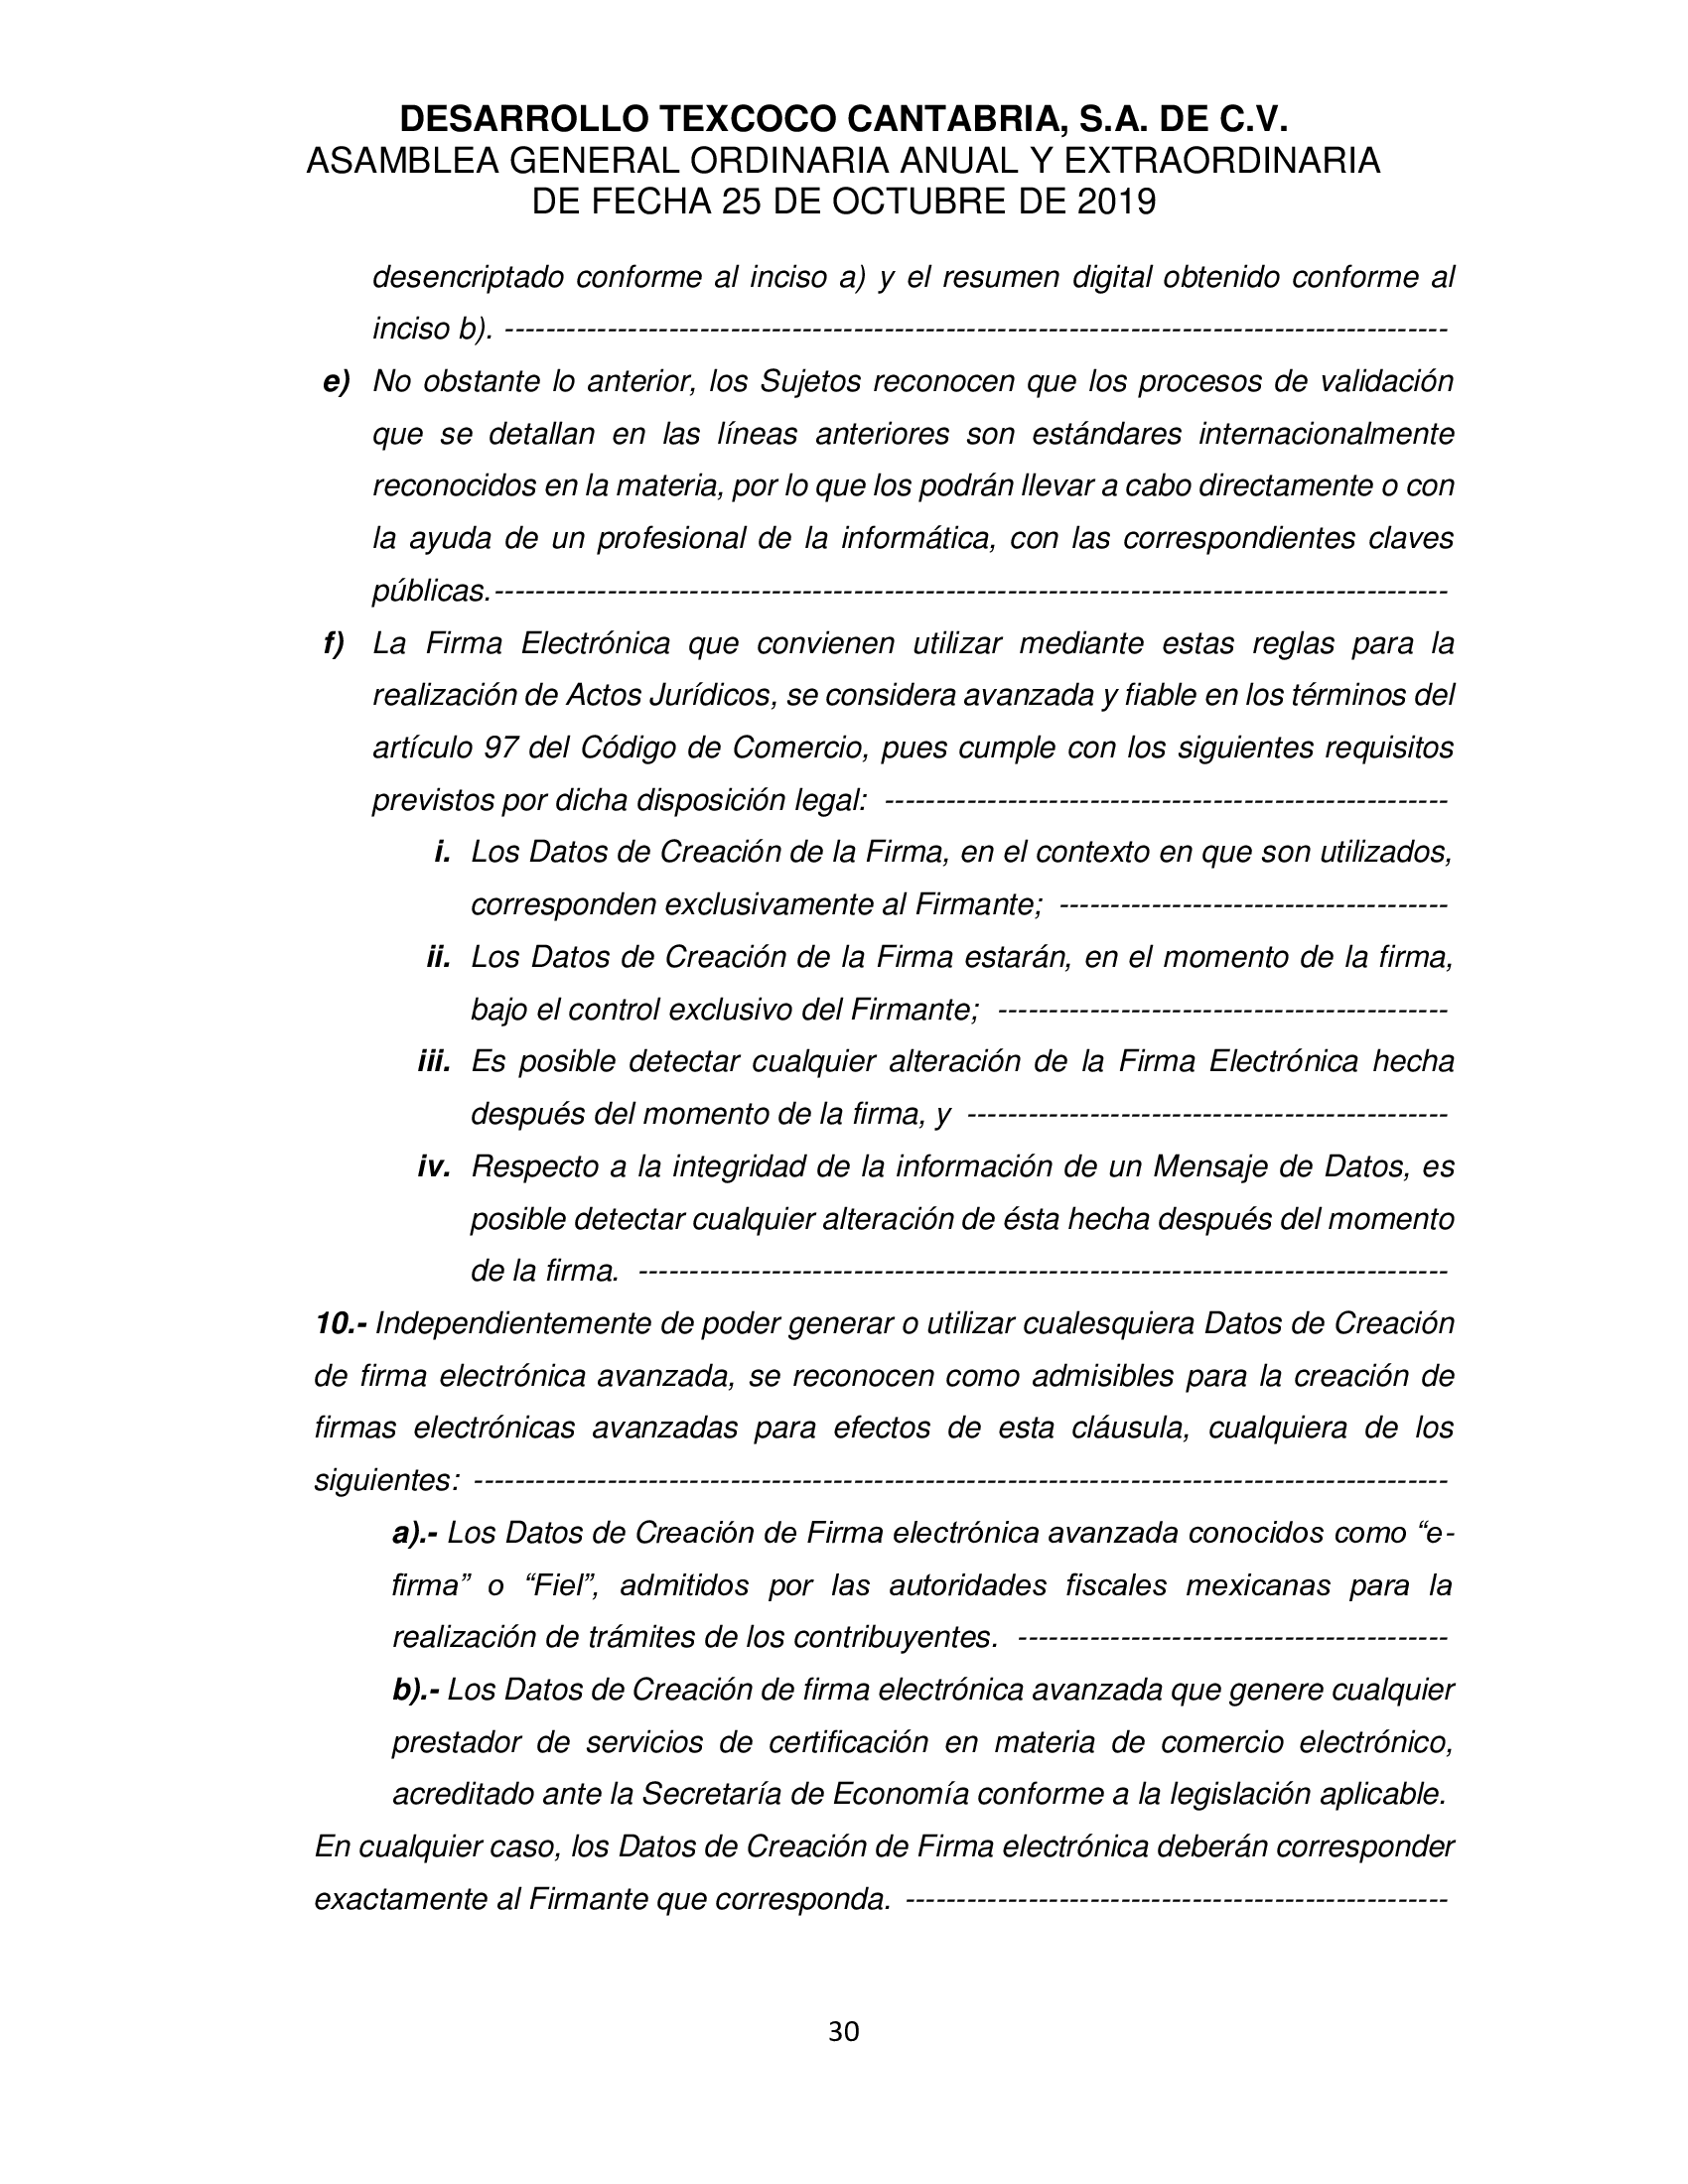 DESARROLLO TEXCOCO CANTABRIA, S.A. DE C.V.
ASAMBLEA GENERAL ORDINARIA ANUAL Y EXTRAORDINARIA
DE FECHA 25 DE OCTUBRE DE 2019
desencriptado conforme al inciso a) y el resumen digital obtenido conforme al
inciso b). --------------------------------------------------------------------------------------------
e) No obstante lo anterior, los Sujetos reconocen que los procesos de validación
que se detallan en las líneas anteriores son estándares internacionalmente
reconocidos en la materia, por lo que los podrán llevar a cabo directamente o con
la ayuda de un profesional de la informática, con las correspondientes claves
públicas.---------------------------------------------------------------------------------------------
f) La Firma Electrónica que convienen utilizar mediante estas reglas para la
realización de Actos Jurídicos, se considera avanzada y fiable en los términos del
artículo 97 del Código de Comercio, pues cumple con los siguientes requisitos
previstos por dicha disposición legal: -------------------------------------------------------
i. Los Datos de Creación de la Firma, en el contexto en que son utilizados,
corresponden exclusivamente al Firmante; --------------------------------------
ii. Los Datos de Creación de la Firma estarán, en el momento de la firma,
bajo el control exclusivo del Firmante; --------------------------------------------
iii. Es posible detectar cualquier alteración de la Firma Electrónica hecha
después del momento de la firma, y -----------------------------------------------
iv. Respecto a la integridad de la información de un Mensaje de Datos, es
posible detectar cualquier alteración de ésta hecha después del momento
de la firma. -------------------------------------------------------------------------------
10.- Independientemente de poder generar o utilizar cualesquiera Datos de Creación
de firma electrónica avanzada, se reconocen como admisibles para la creación de
firmas electrónicas avanzadas para efectos de esta cláusula, cualquiera de los
siguientes: -----------------------------------------------------------------------------------------------
a).- Los Datos de Creación de Firma electrónica avanzada conocidos como “e-
firma” o “Fiel”, admitidos por las autoridades fiscales mexicanas para la
realización de trámites de los contribuyentes. ------------------------------------------
b).- Los Datos de Creación de firma electrónica avanzada que genere cualquier
prestador de servicios de certificación en materia de comercio electrónico,
acreditado ante la Secretaría de Economía conforme a la legislación aplicable.
En cualquier caso, los Datos de Creación de Firma electrónica deberán corresponder
exactamente al Firmante que corresponda. -----------------------------------------------------
30